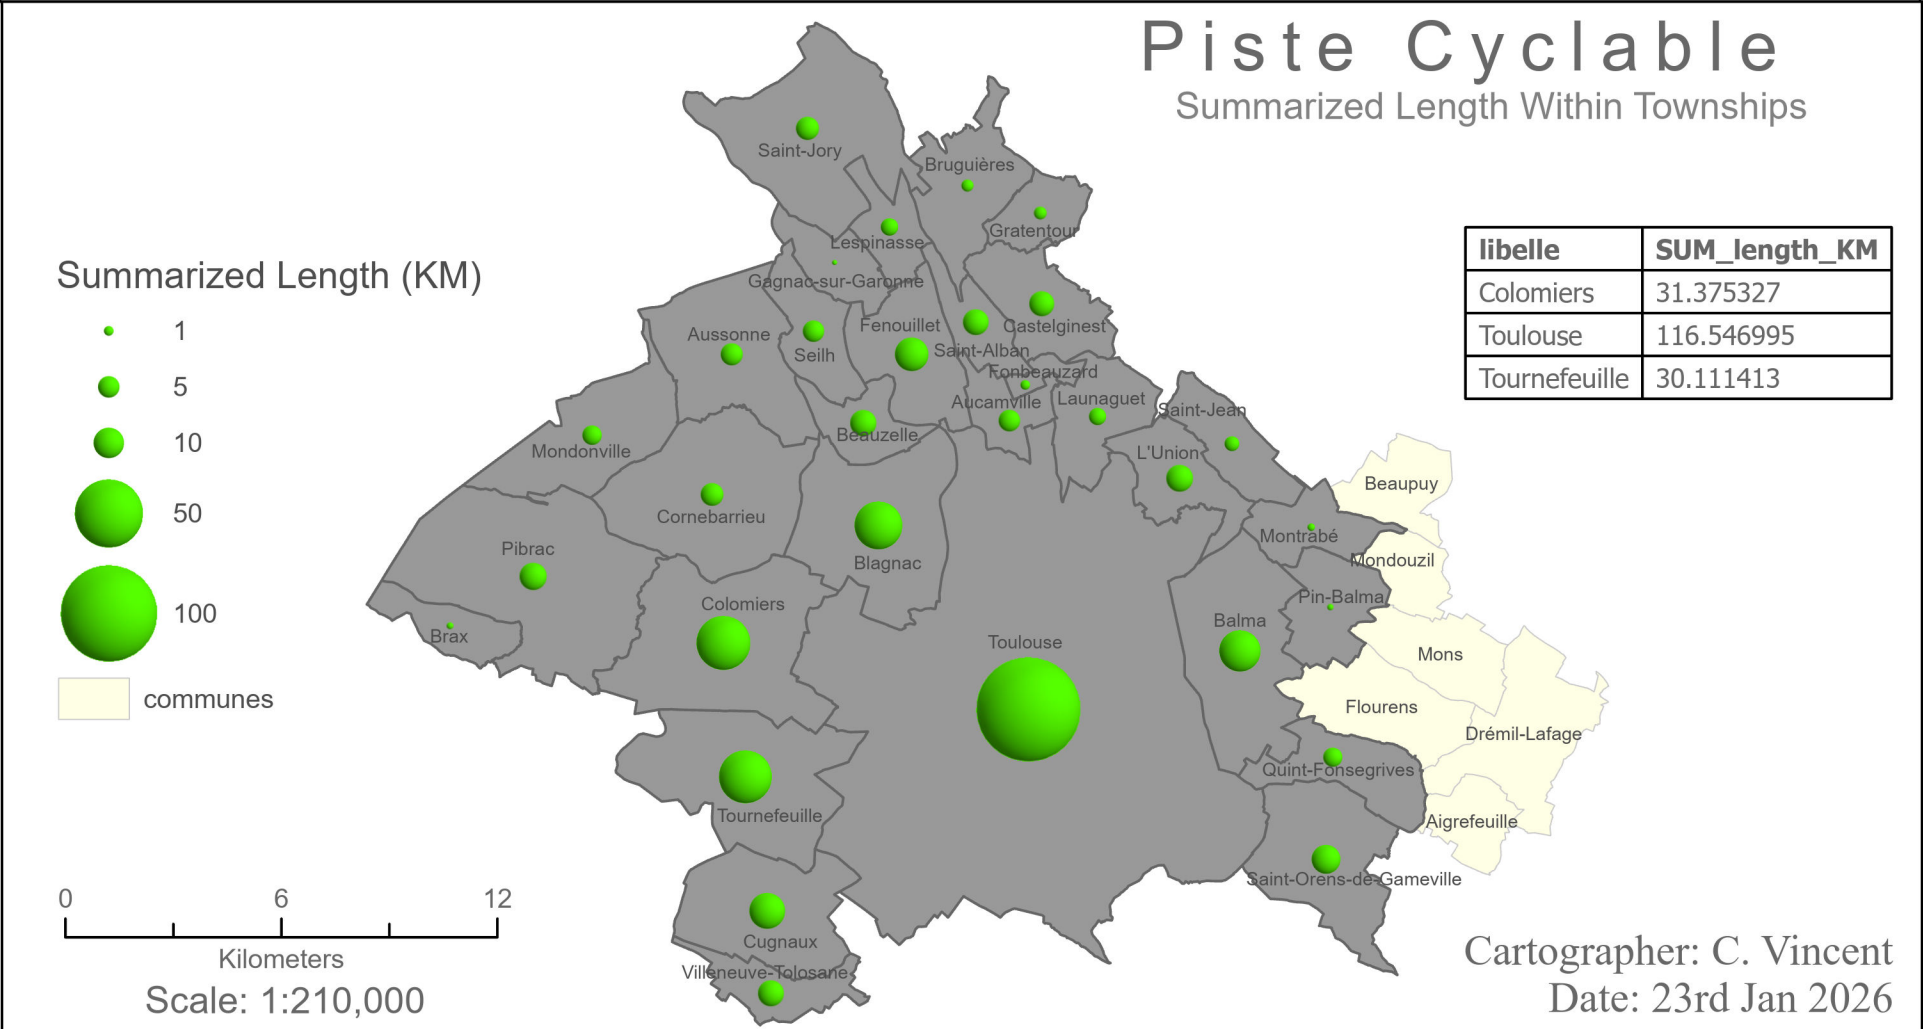 Piste Cyclable
Summarized Length Within Townships
Summarized Length (KM)
1
5
10
50
100
communes
libelle SUM_length_KM
Colomiers 31.375327
Toulouse 116.546995
Tournefeuille 30.111413
Saint-Jory
Bruguières
Gratentour
Lespinasse
Gagnac-sur-Garonne
Aussonne
Seilh
Fenouillet
Saint-Alban
Castelginest
Fonbeauzard
Aucamville
Launaguet
Saint-Jean
Beauzelle
Mondonville
L'Union
Beaupuy
Cornebarrieu
Blagnac
Montrabé
Mondouzil
Pibrac
Pin-Balma
Brax
Colomiers
Toulouse
Balma
Mons
Flourens
Drémil-Lafage
Quint-Fonsegrives
Tournefeuille
Aigrefeuille
Saint-Orens-de-Gameville
Cugnaux
Villeneuve-Tolosane
0 6 12
Kilometers
Scale: 1:210,000
Cartographer: C. Vincent
Date: 23rd Jan 2026